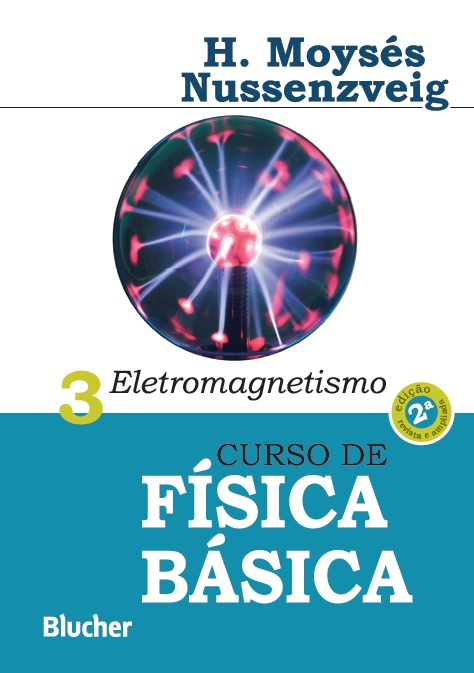 H. Moysés
Nussenzveig
3 Eletromagnetismo
edição
2ª
revista e ampliada
CURSO DE
FÍSICA
BÁSICA
Blucher